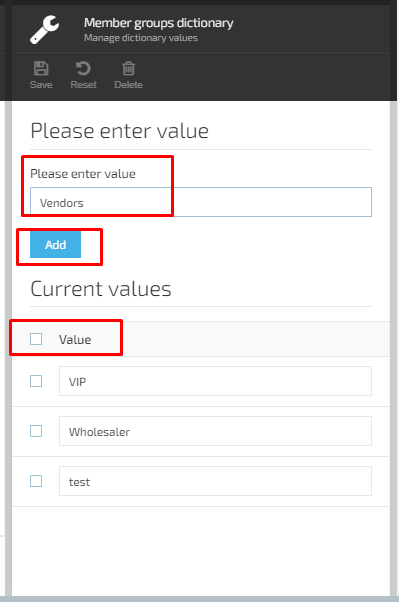 Member groups dictionary
Manage dictionary values
Save Reset Delete
Please enter value
Please enter value
Vendors
Add
Current values
Value
VIP
Wholesaler
test